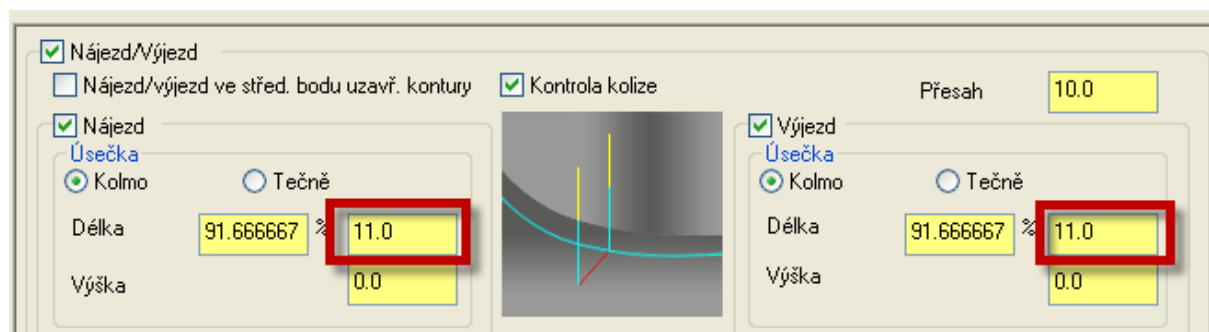 Nájezd/Výjezd
Nájezd/výjezd ve střed. bodu uzavř. kontury Kontrola kolize Přesah 10.0
Nájezd Výjezd
Úsečka Úsečka
Kolmo Tečně Kolmo Tečně
Délka 91.666667 % 11.0 Délka 91.666667 % 11.0
Výška 0.0 Výška 0.0